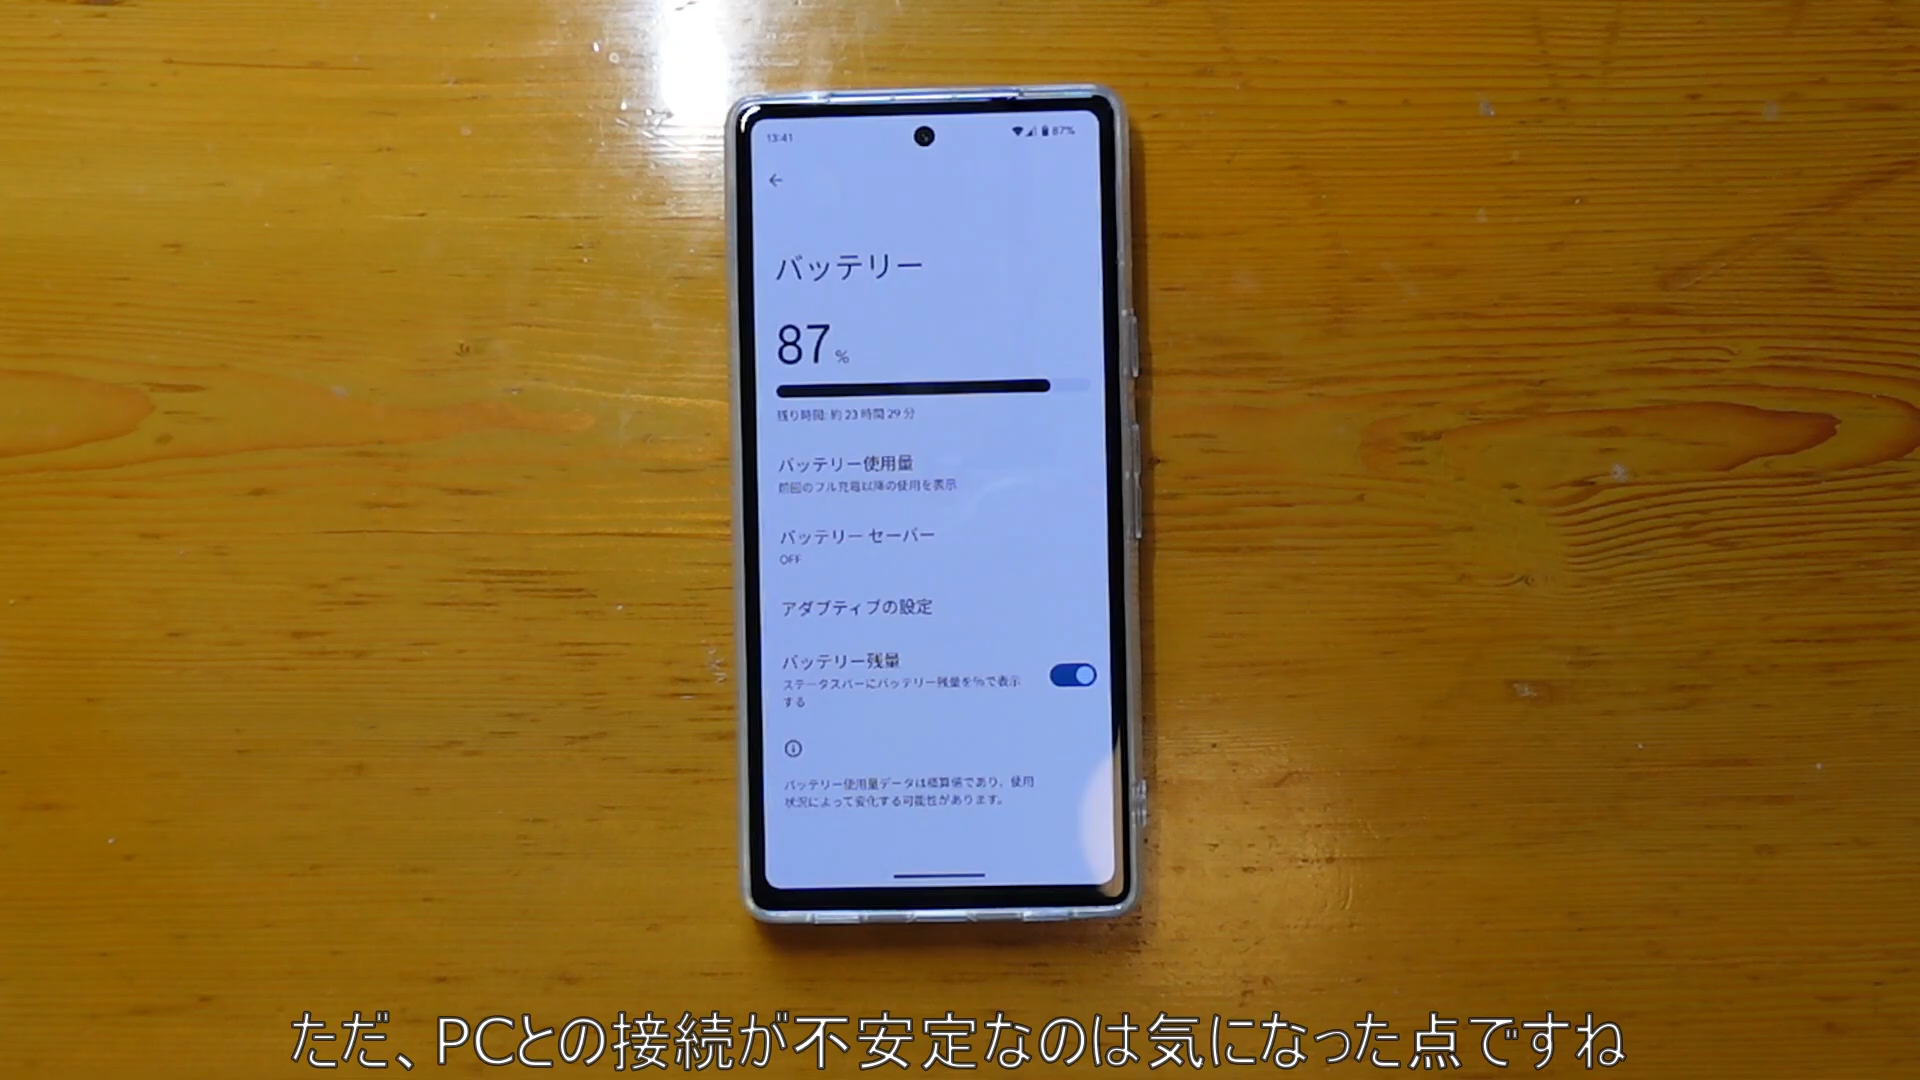 13:41
87%
バッテリー
87 %
残り時間: 約 23 時間 29 分
バッテリー使用量
前回のフル充電以降の使用を表示
バッテリー セーバー
OFF
アダプティブの設定
バッテリー残量
ステータスバーにバッテリー残量を%で表示
する
バッテリー使用量データは概算値であり、使用
状況によって変化する可能性があります。
ただ、PCとの接続が不安定なのは気になった点ですね